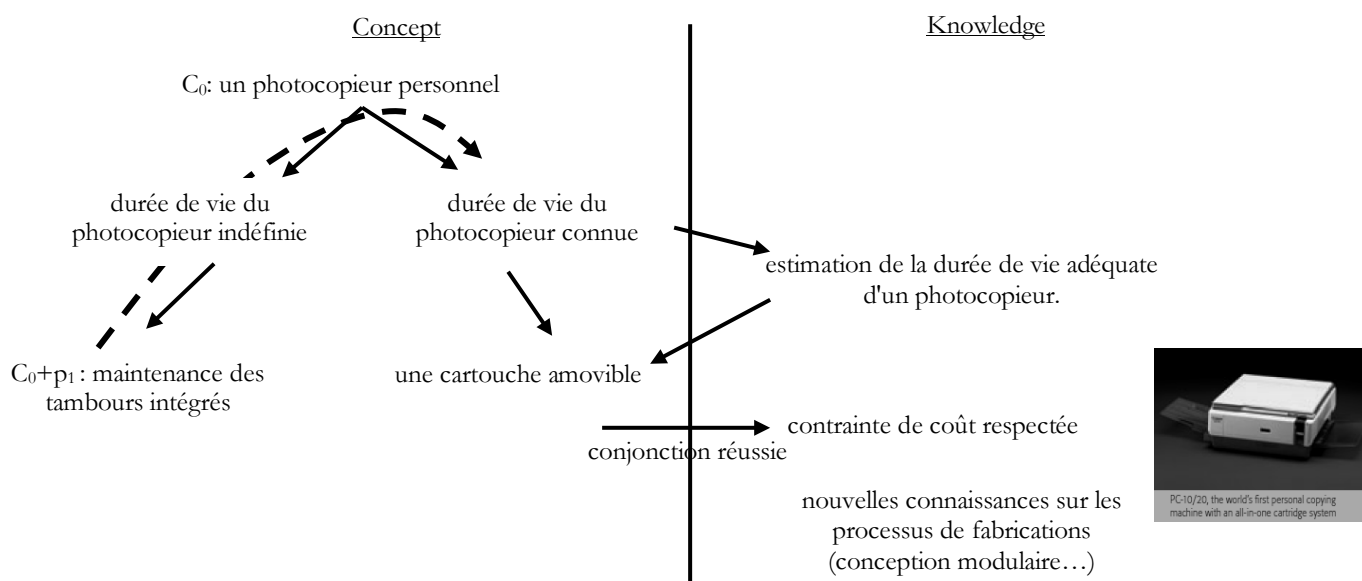 Concept
Knowledge
C₀: un photocopieur personnel
durée de vie du
photocopieur indéfinie
durée de vie du
photocopieur connue
estimation de la durée de vie adéquate
d'un photocopieur.
C₀+p₁ : maintenance des
tambours intégrés
une cartouche amovible
contrainte de coût respectée
conjonction réussie
nouvelles connaissances sur les
processus de fabrications
(conception modulaire…)
PC-10/20, the world's first personal copying
machine with an all-in-one cartridge system